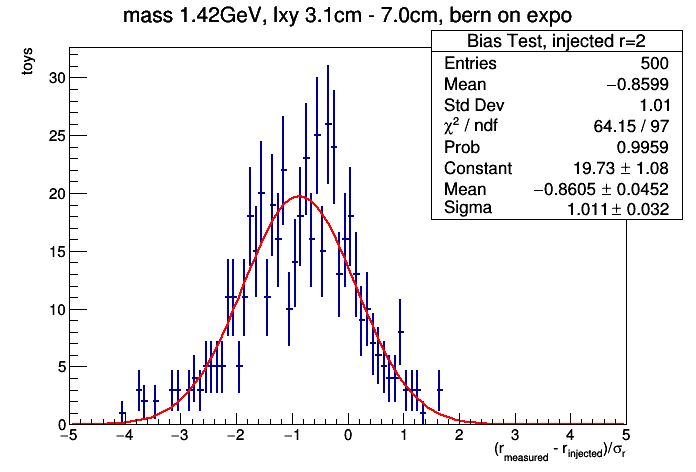 mass 1.42GeV, lxy 3.1cm - 7.0cm, bern on expo
toys
Bias Test, injected r=2
Entries 500
Mean −0.8599
Std Dev 1.01
χ² / ndf 64.15 / 97
Prob 0.9959
Constant 19.73 ± 1.08
Mean −0.8605 ± 0.0452
Sigma 1.011 ± 0.032
30
25
20
15
10
5
0
−5 −4 −3 −2 −1 0 1 2 3 4 5
(r_measured - r_injected)/σ_r